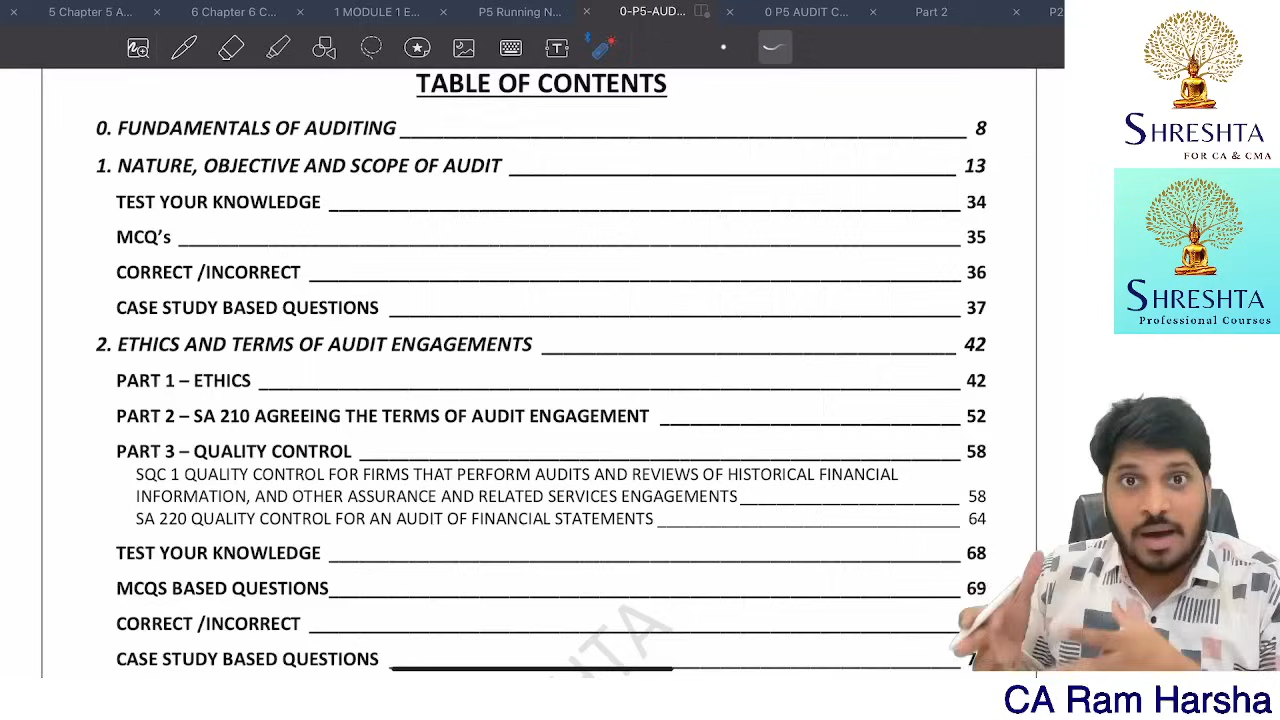 5 Chapter 5 A...
6 Chapter 6 C...
1 MODULE 1 E...
P5 Running N...
0-P5-AUD...
0 P5 AUDIT C...
Part 2
P2
TABLE OF CONTENTS
0. FUNDAMENTALS OF AUDITING 8
1. NATURE, OBJECTIVE AND SCOPE OF AUDIT 13
TEST YOUR KNOWLEDGE 34
MCQ's 35
CORRECT /INCORRECT 36
CASE STUDY BASED QUESTIONS 37
2. ETHICS AND TERMS OF AUDIT ENGAGEMENTS 42
PART 1 – ETHICS 42
PART 2 – SA 210 AGREEING THE TERMS OF AUDIT ENGAGEMENT 52
PART 3 – QUALITY CONTROL 58
SQC 1 QUALITY CONTROL FOR FIRMS THAT PERFORM AUDITS AND REVIEWS OF HISTORICAL FINANCIAL
INFORMATION, AND OTHER ASSURANCE AND RELATED SERVICES ENGAGEMENTS 58
SA 220 QUALITY CONTROL FOR AN AUDIT OF FINANCIAL STATEMENTS 64
TEST YOUR KNOWLEDGE 68
MCQS BASED QUESTIONS 69
CORRECT /INCORRECT
CASE STUDY BASED QUESTIONS
SHRESHTA
FOR CA & CMA
SHRESHTA
Professional Courses
CA Ram Harsha